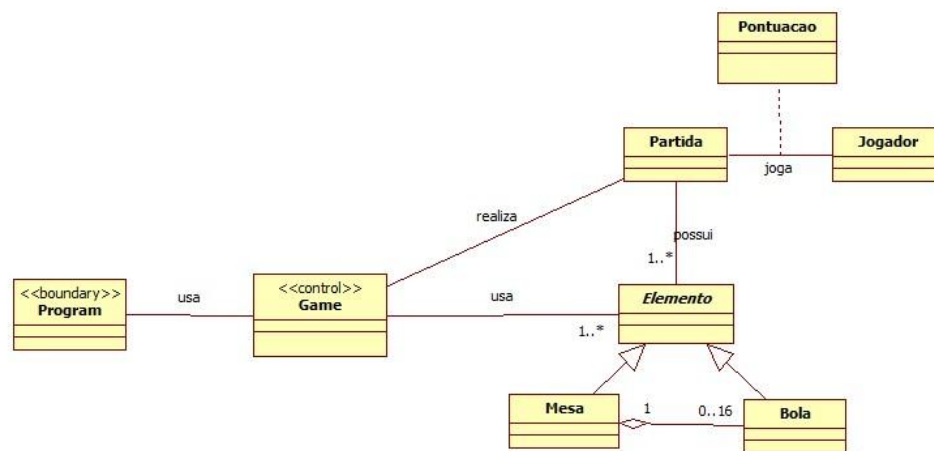 Pontuacao
Partida
Jogador
joga
realiza
possui
1..*
<<boundary>>
Program
usa
<<control>>
Game
usa
Elemento
1..*
Mesa
1
0..16
Bola